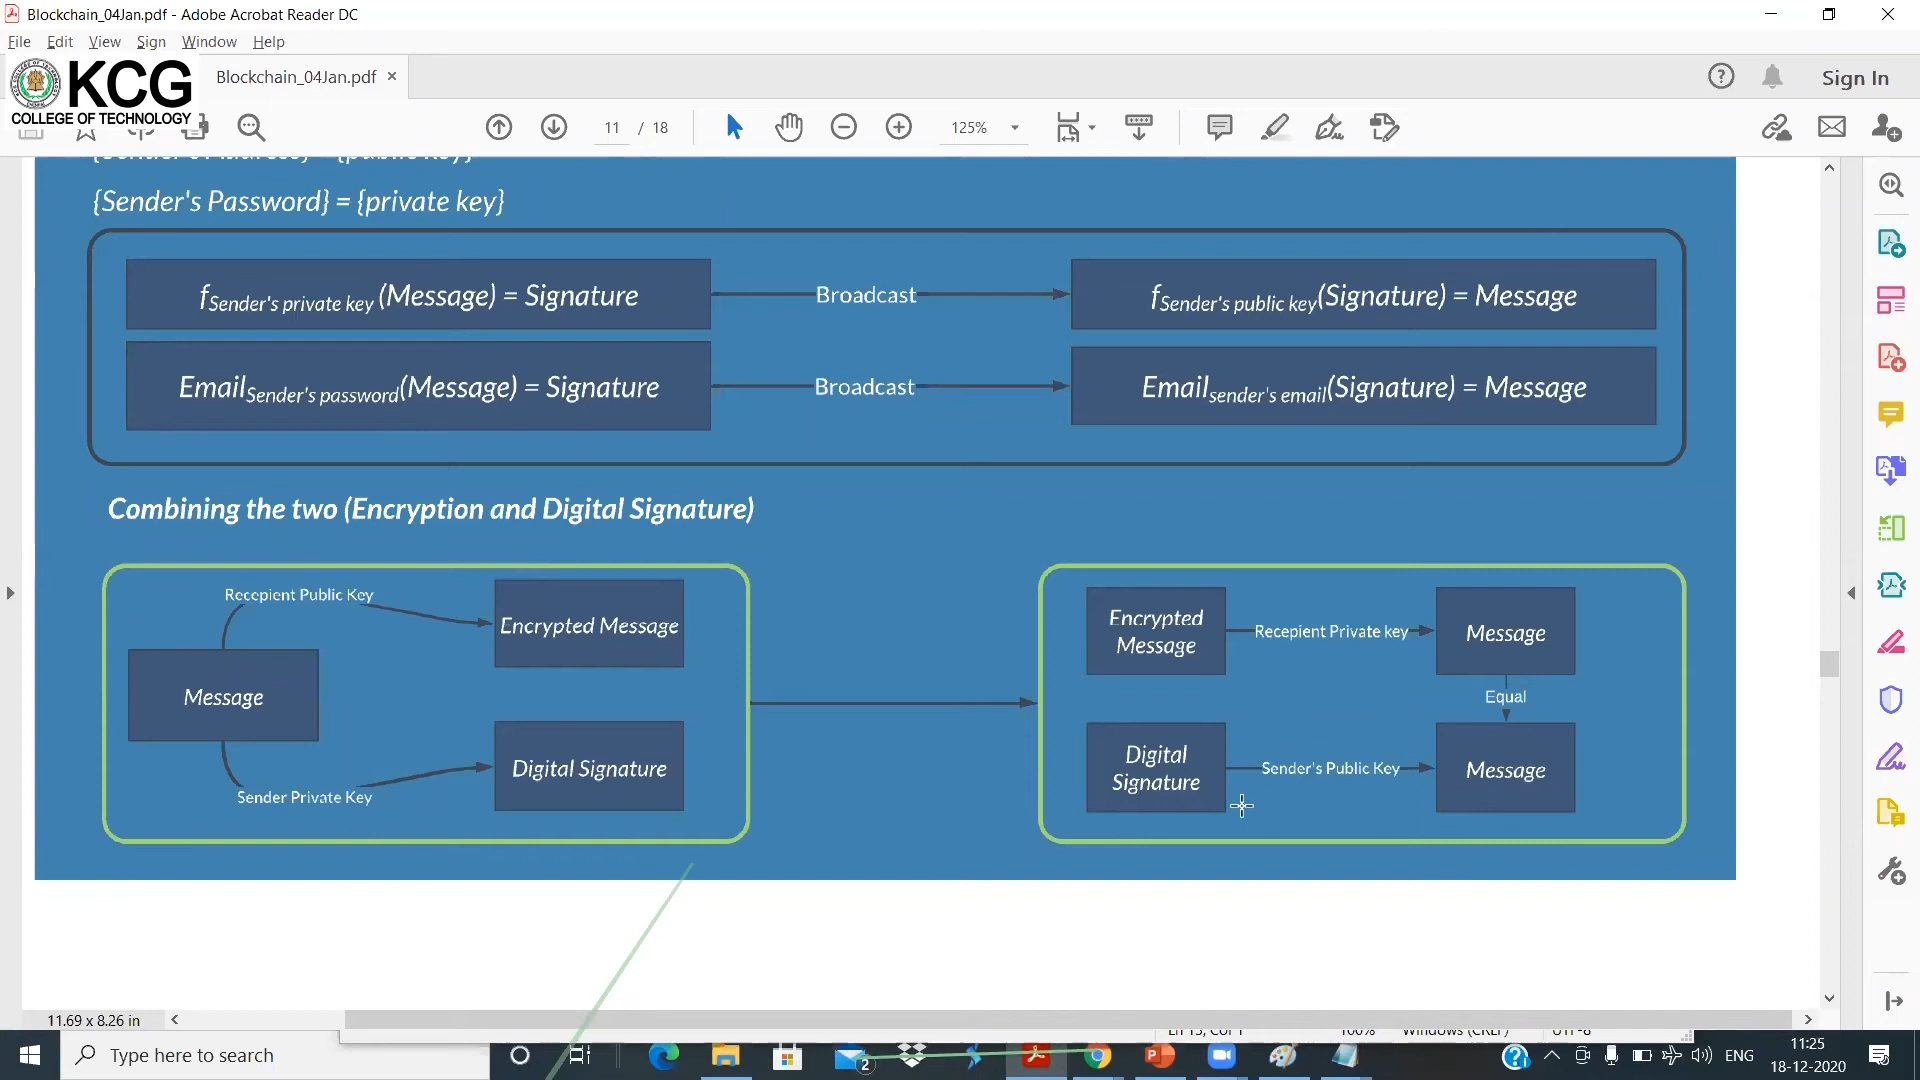 Blockchain_04Jan.pdf - Adobe Acrobat Reader DC
File Edit View Sign Window Help
KCG
COLLEGE OF TECHNOLOGY
Blockchain_04Jan.pdf ×
Sign In
11 / 18
125%
{Sender's Password} = {private key}
fSender's private key (Message) = Signature
Broadcast
fSender's public key(Signature) = Message
EmailSender's password(Message) = Signature
Broadcast
Emailsender's email(Signature) = Message
Combining the two (Encryption and Digital Signature)
Recepient Public Key
Encrypted Message
Message
Sender Private Key
Digital Signature
Encrypted
Message
Recepient Private key
Message
Equal
Digital
Signature
Sender's Public Key
Message
11.69 x 8.26 in
Type here to search
2
ENG
11:25
18-12-2020